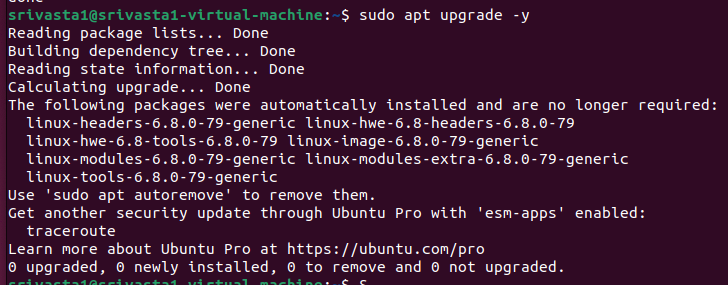 srivasta1@srivasta1-virtual-machine:~$ sudo apt upgrade -y
Reading package lists... Done
Building dependency tree... Done
Reading state information... Done
Calculating upgrade... Done
The following packages were automatically installed and are no longer required:
  linux-headers-6.8.0-79-generic linux-hwe-6.8-headers-6.8.0-79
  linux-hwe-6.8-tools-6.8.0-79 linux-image-6.8.0-79-generic
  linux-modules-6.8.0-79-generic linux-modules-extra-6.8.0-79-generic
  linux-tools-6.8.0-79-generic
Use 'sudo apt autoremove' to remove them.
Get another security update through Ubuntu Pro with 'esm-apps' enabled:
  traceroute
Learn more about Ubuntu Pro at https://ubuntu.com/pro
0 upgraded, 0 newly installed, 0 to remove and 0 not upgraded.